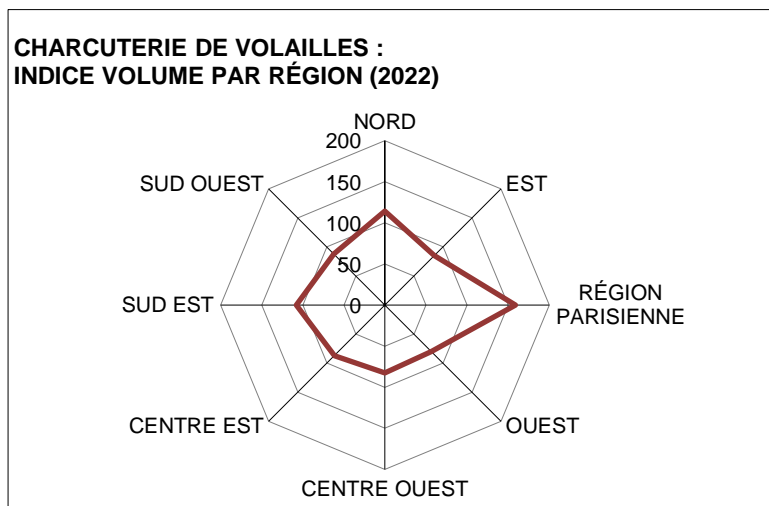 CHARCUTERIE DE VOLAILLES :
INDICE VOLUME PAR RÉGION (2022)
NORD
200
150
100
50
0
EST
RÉGION
PARISIENNE
OUEST
CENTRE OUEST
CENTRE EST
SUD EST
SUD OUEST